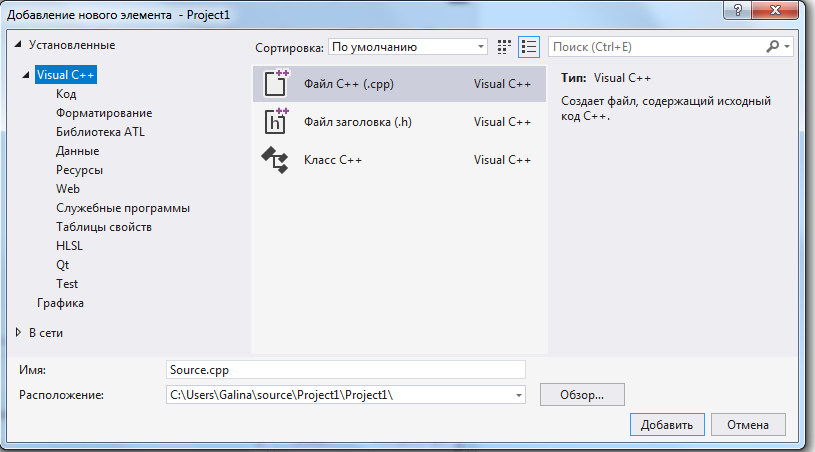 Добавление нового элемента - Project1
Установленные
Visual C++
Код
Форматирование
Библиотека ATL
Данные
Ресурсы
Web
Служебные программы
Таблицы свойств
HLSL
Qt
Test
Графика
В сети
Сортировка: По умолчанию
Файл C++ (.cpp) Visual C++
Файл заголовка (.h) Visual C++
Класс C++ Visual C++
Поиск (Ctrl+E)
Тип: Visual C++
Создает файл, содержащий исходный
код C++.
Имя: Source.cpp
Расположение: C:\Users\Galina\source\Project1\Project1\
Обзор...
Добавить Отмена